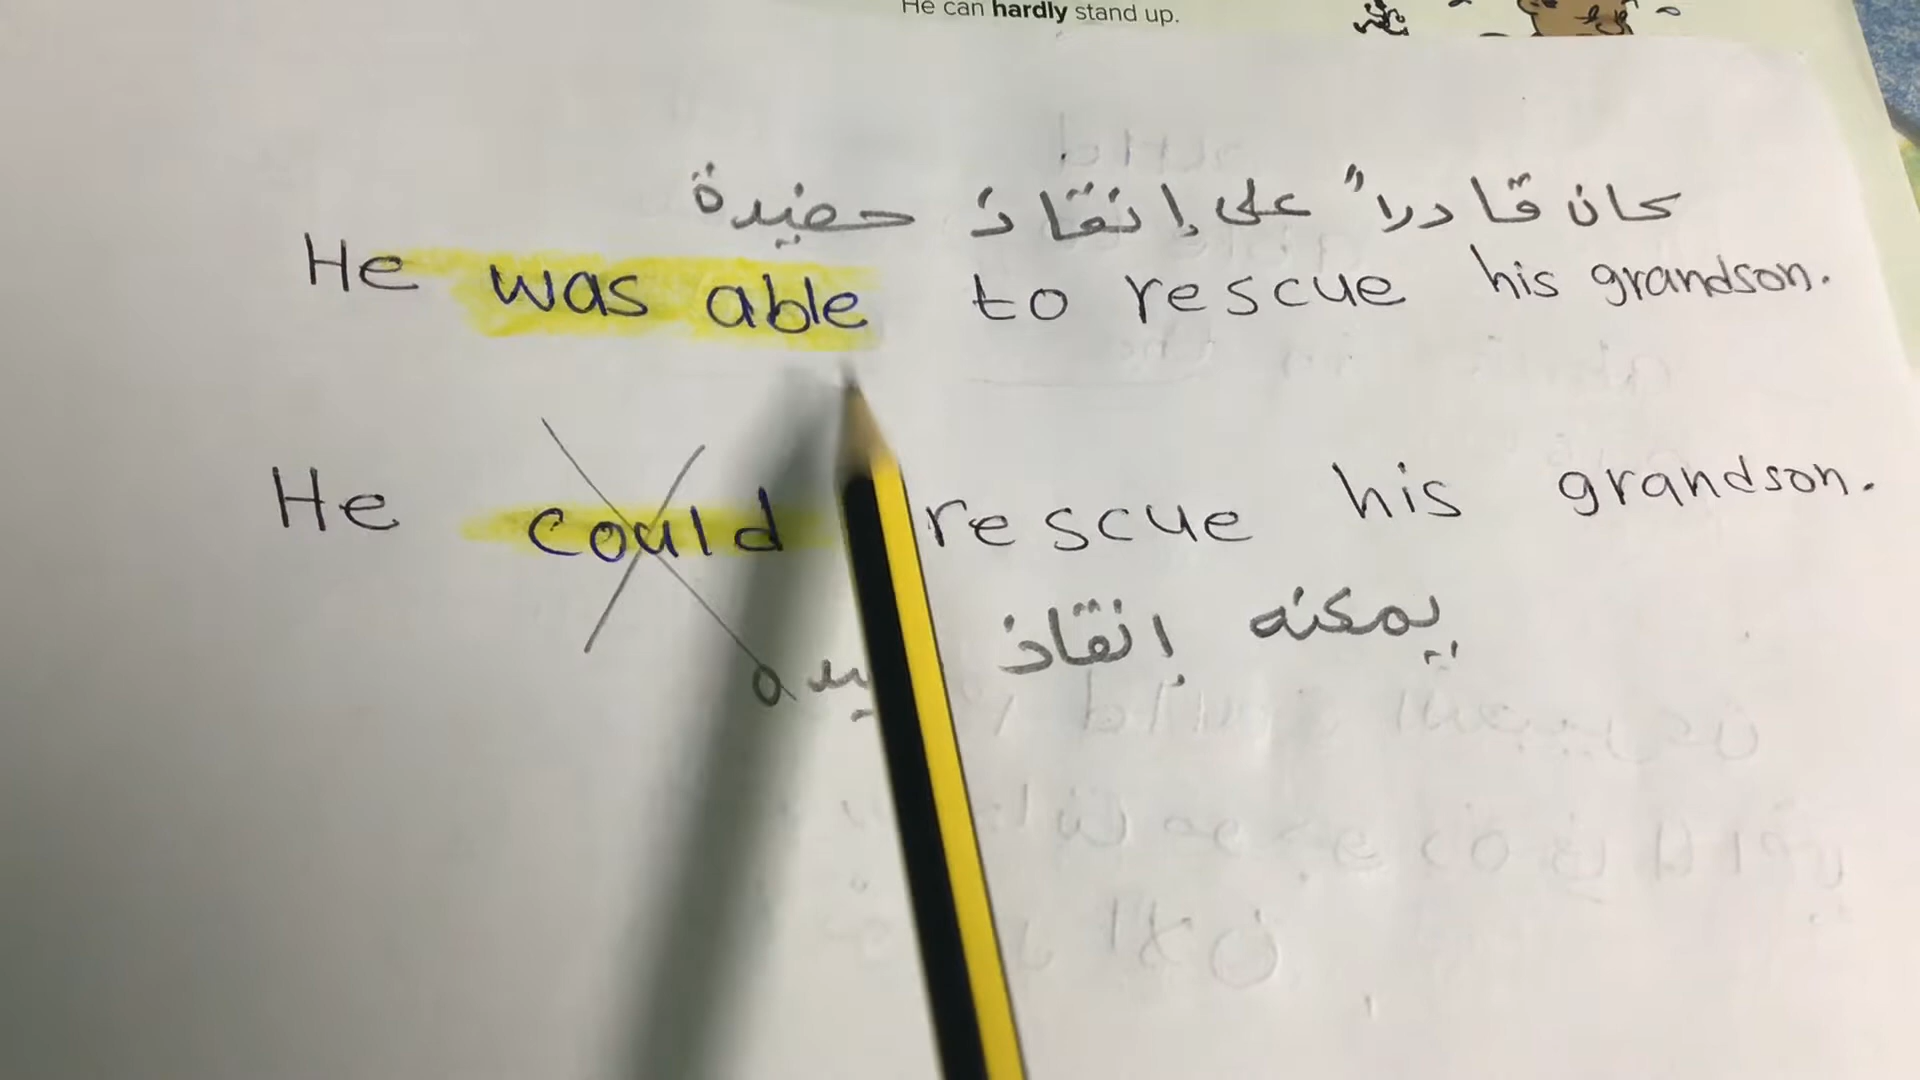 He can hardly stand up.
كان قادراً على إنقاذ حفيدة
He was able to rescue his grandson.
He could rescue his grandson.
يمكنه إنقاذ